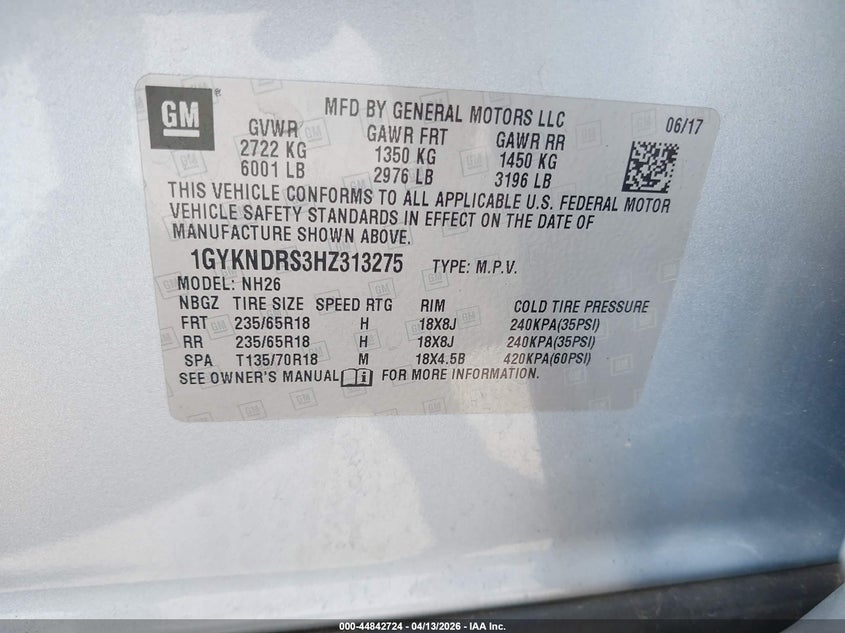 GM ®
MFD BY GENERAL MOTORS LLC
06/17
GVWR GAWR FRT GAWR RR
2722 KG 1350 KG 1450 KG
6001 LB 2976 LB 3196 LB
THIS VEHICLE CONFORMS TO ALL APPLICABLE U.S. FEDERAL MOTOR
VEHICLE SAFETY STANDARDS IN EFFECT ON THE DATE OF
MANUFACTURE SHOWN ABOVE.
1GYKNDRS3HZ313275 TYPE: M.P.V.
MODEL: NH26
NBGZ TIRE SIZE SPEED RTG RIM COLD TIRE PRESSURE
FRT 235/65R18 H 18X8J 240KPA(35PSI)
RR 235/65R18 H 18X8J 240KPA(35PSI)
SPA T135/70R18 M 18X4.5B 420KPA(60PSI)
SEE OWNER'S MANUAL FOR MORE INFORMATION.
000-44842724 - 04/13/2026 - IAA Inc.